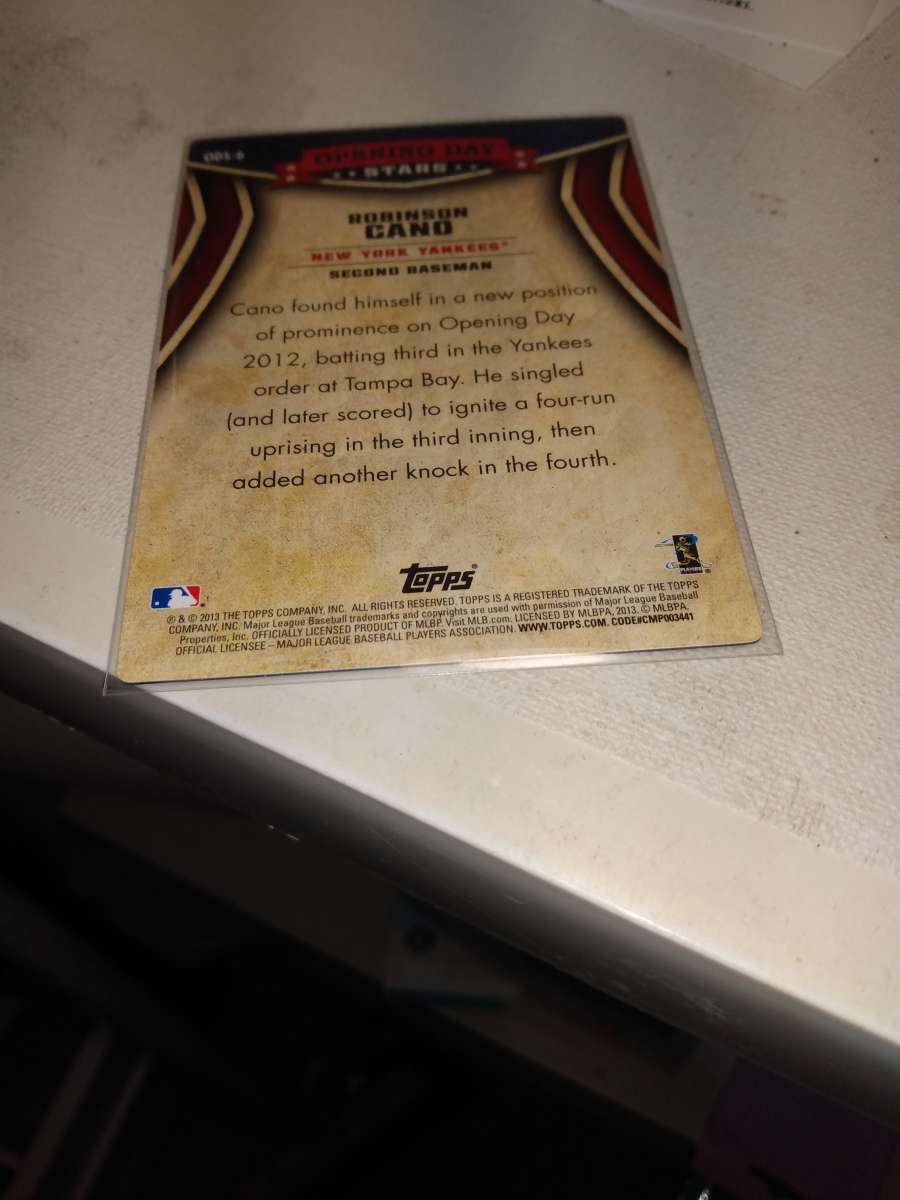 ODS-6
OPENING DAY
STARS
ROBINSON
CANO
NEW YORK YANKEES®
SECOND BASEMAN
Cano found himself in a new position
of prominence on Opening Day
2012, batting third in the Yankees
order at Tampa Bay. He singled
(and later scored) to ignite a four-run
uprising in the third inning, then
added another knock in the fourth.
Topps®
PLAYERS
® & © 2013 THE TOPPS COMPANY, INC. ALL RIGHTS RESERVED. TOPPS IS A REGISTERED TRADEMARK OF THE TOPPS
COMPANY, INC. Major League Baseball trademarks and copyrights are used with permission of Major League Baseball
Properties, Inc. OFFICIALLY LICENSED PRODUCT OF MLBP. Visit MLB.com. LICENSED BY MLBPA, 2013. © MLBPA.
OFFICIAL LICENSEE – MAJOR LEAGUE BASEBALL PLAYERS ASSOCIATION. WWW.TOPPS.COM. CODE#CMP003441